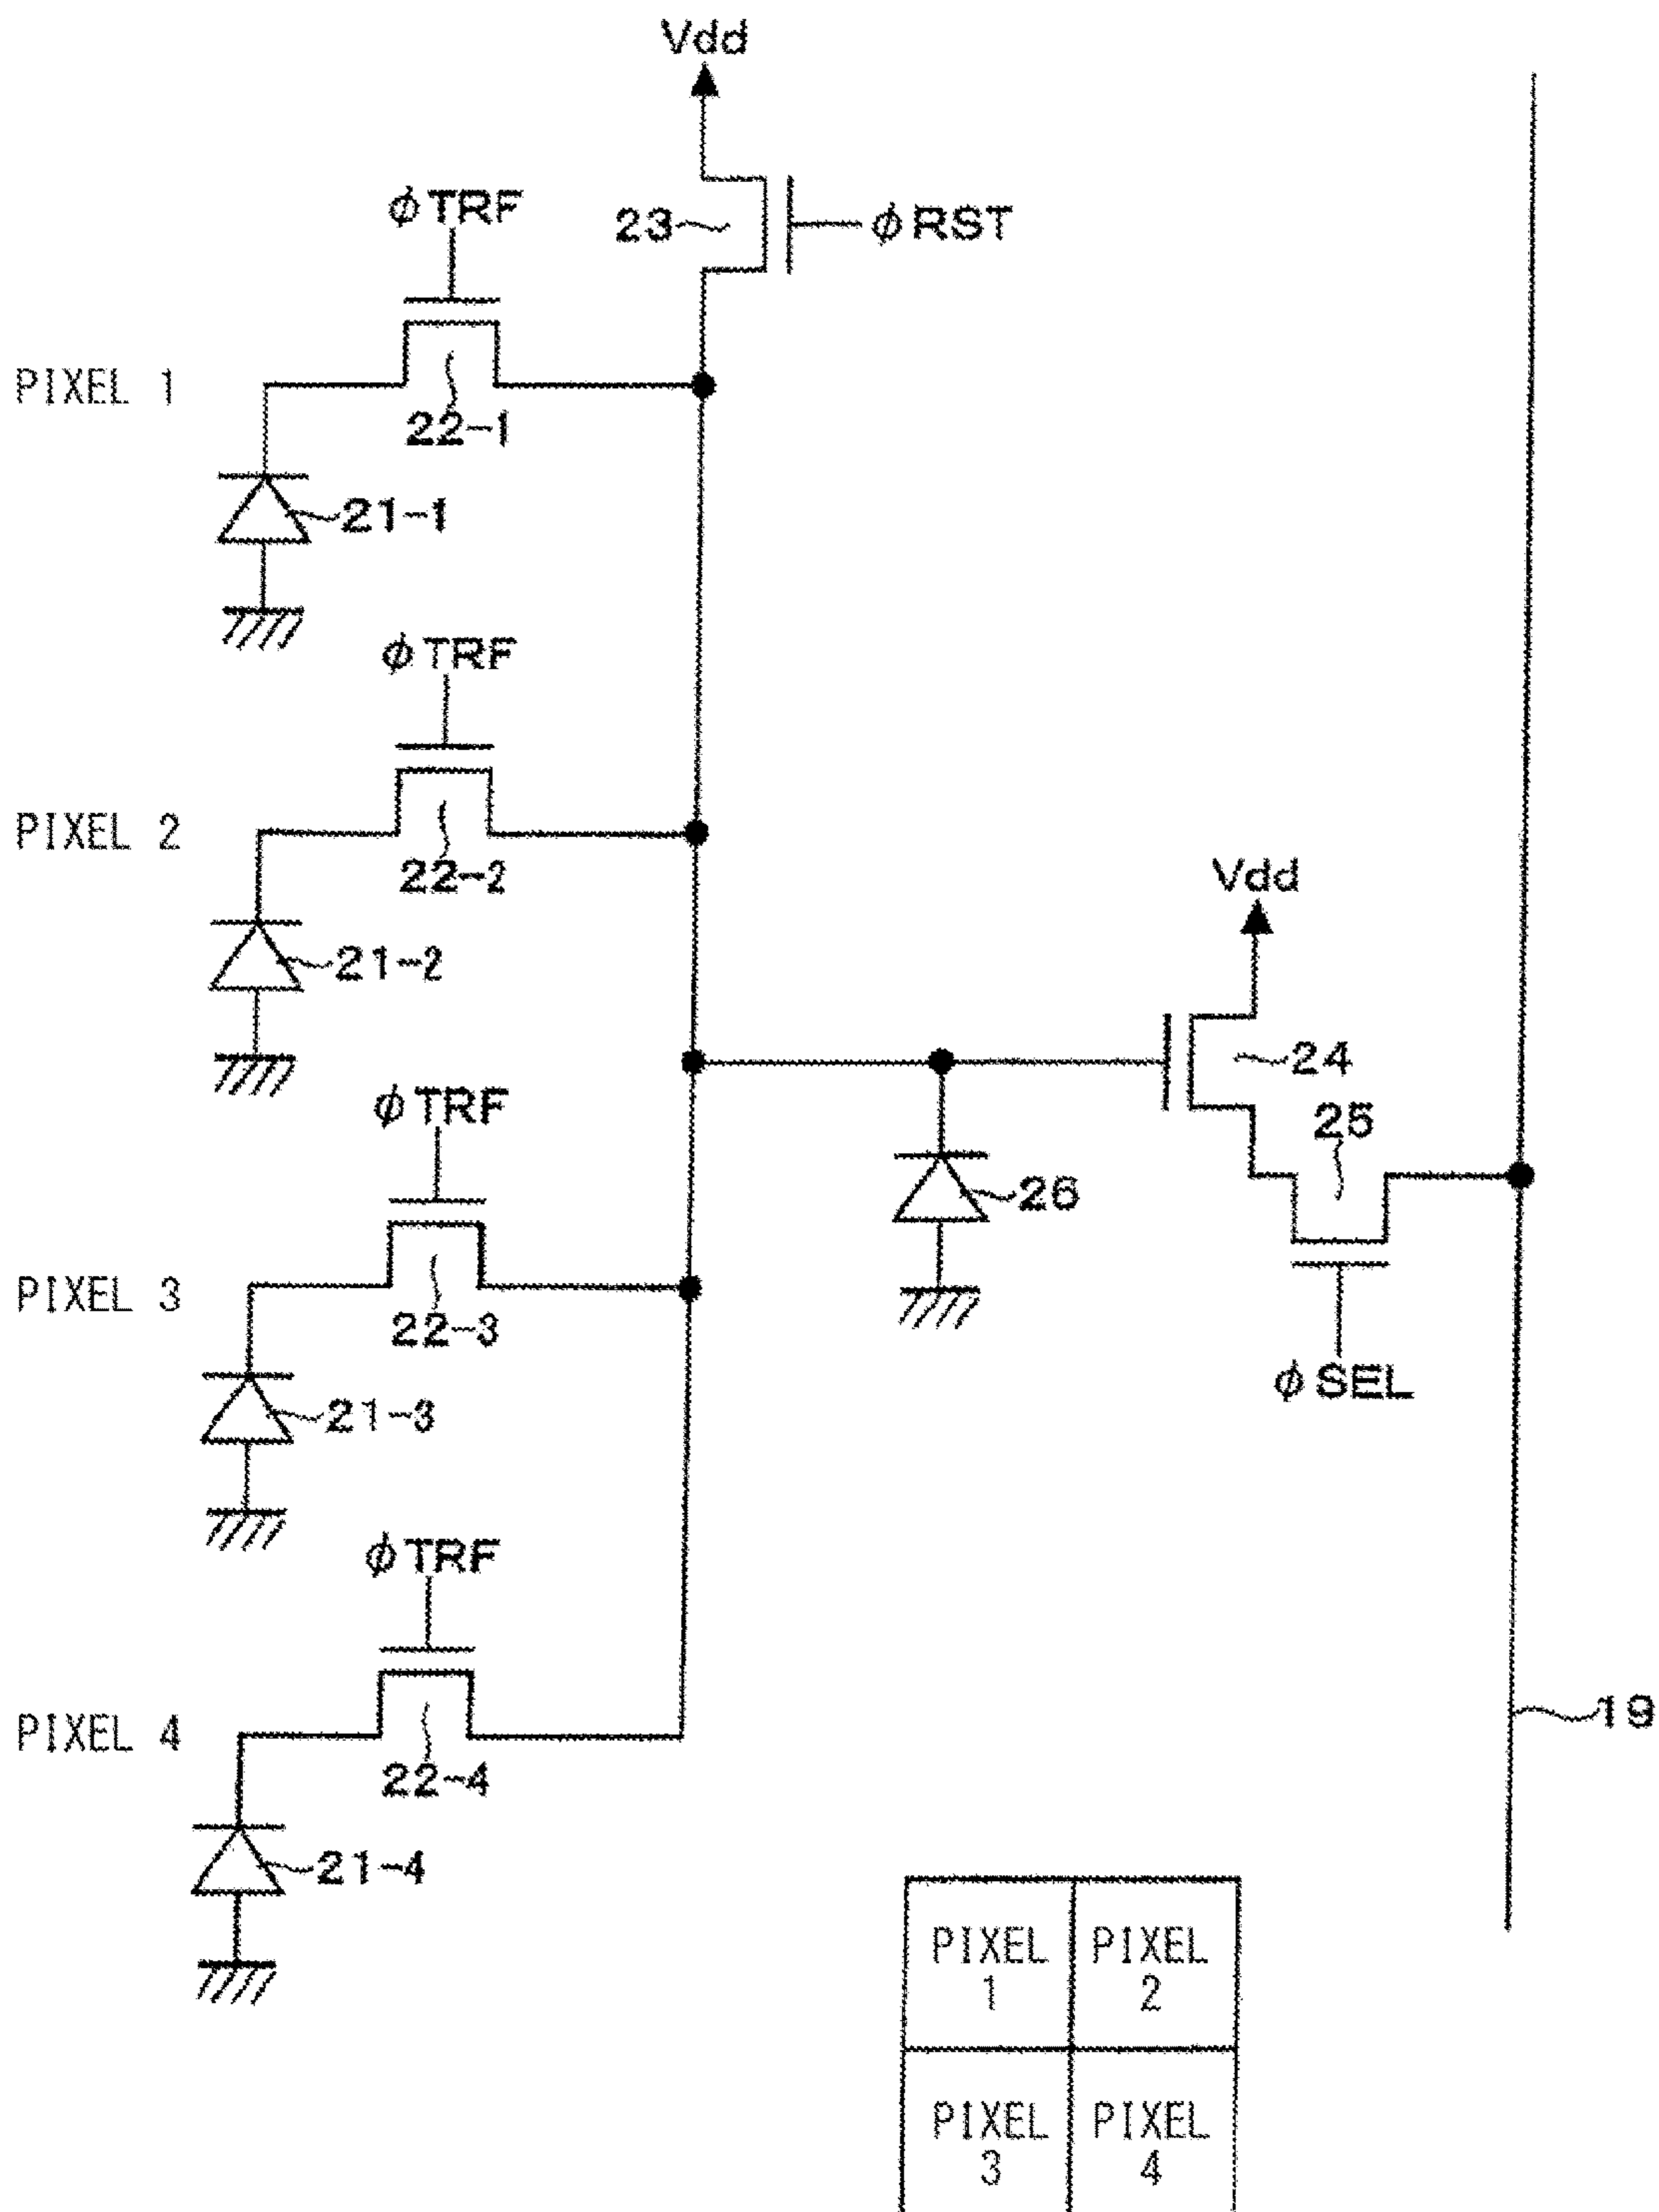 Vdd
φTRF
23
φRST
PIXEL 1
22-1
21-1
φTRF
PIXEL 2
22-2
Vdd
21-2
24
φTRF
25
26
PIXEL 3
22-3
φSEL
21-3
φTRF
19
PIXEL 4
22-4
21-4
PIXEL 1
PIXEL 2
PIXEL 3
PIXEL 4